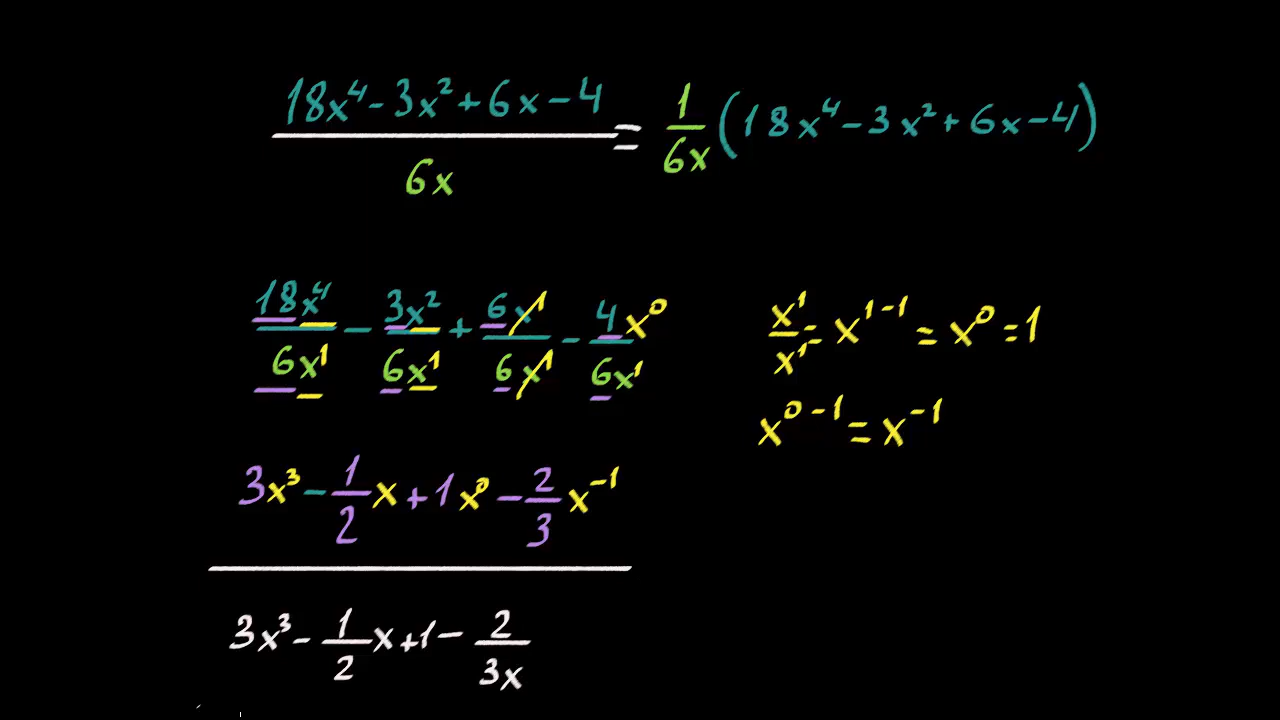 (18x⁴ - 3x² + 6x - 4)/(6x) = 1/(6x) (18x⁴ - 3x² + 6x - 4)
18x⁴/6x¹ - 3x²/6x¹ + 6x¹/6x¹ - 4x⁰/6x¹
x¹/x¹ = x¹⁻¹ = x⁰ = 1
x⁰⁻¹ = x⁻¹
3x³ - 1/2 x + 1x⁰ - 2/3 x⁻¹
3x³ - 1/2 x + 1 - 2/(3x)